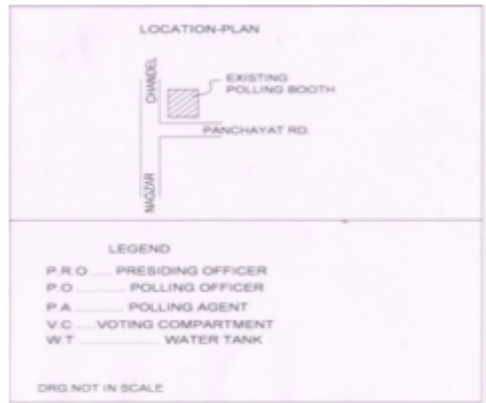 LOCATION-PLAN
CHANDEL
EXISTING
POLLING BOOTH
PANCHAYAT RD.
NAGZAR
LEGEND
P.R.O ..... PRESIDING OFFICER
P.O ............. POLLING OFFICER
P.A ............. POLLING AGENT
V.C ..... VOTING COMPARTMENT
W.T ..................... WATER TANK
DRG.NOT IN SCALE